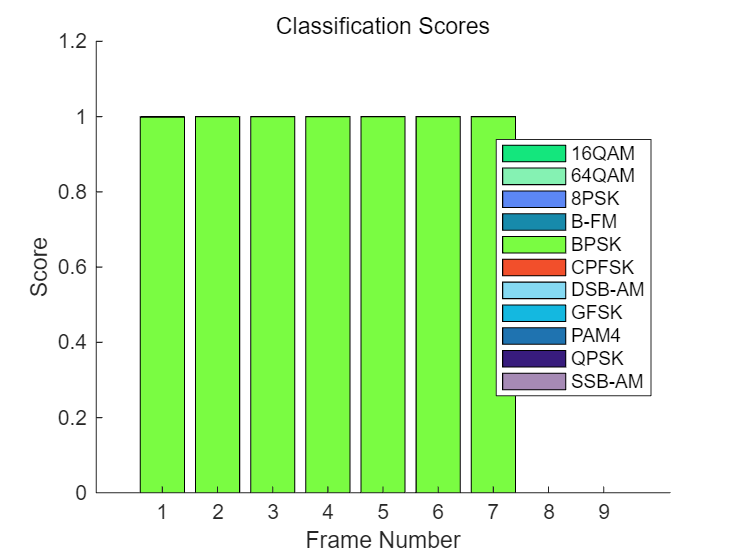 Classification Scores
1.2
1
0.8
0.6
0.4
0.2
0
Score
16QAM
64QAM
8PSK
B-FM
BPSK
CPFSK
DSB-AM
GFSK
PAM4
QPSK
SSB-AM
1 2 3 4 5 6 7 8 9
Frame Number